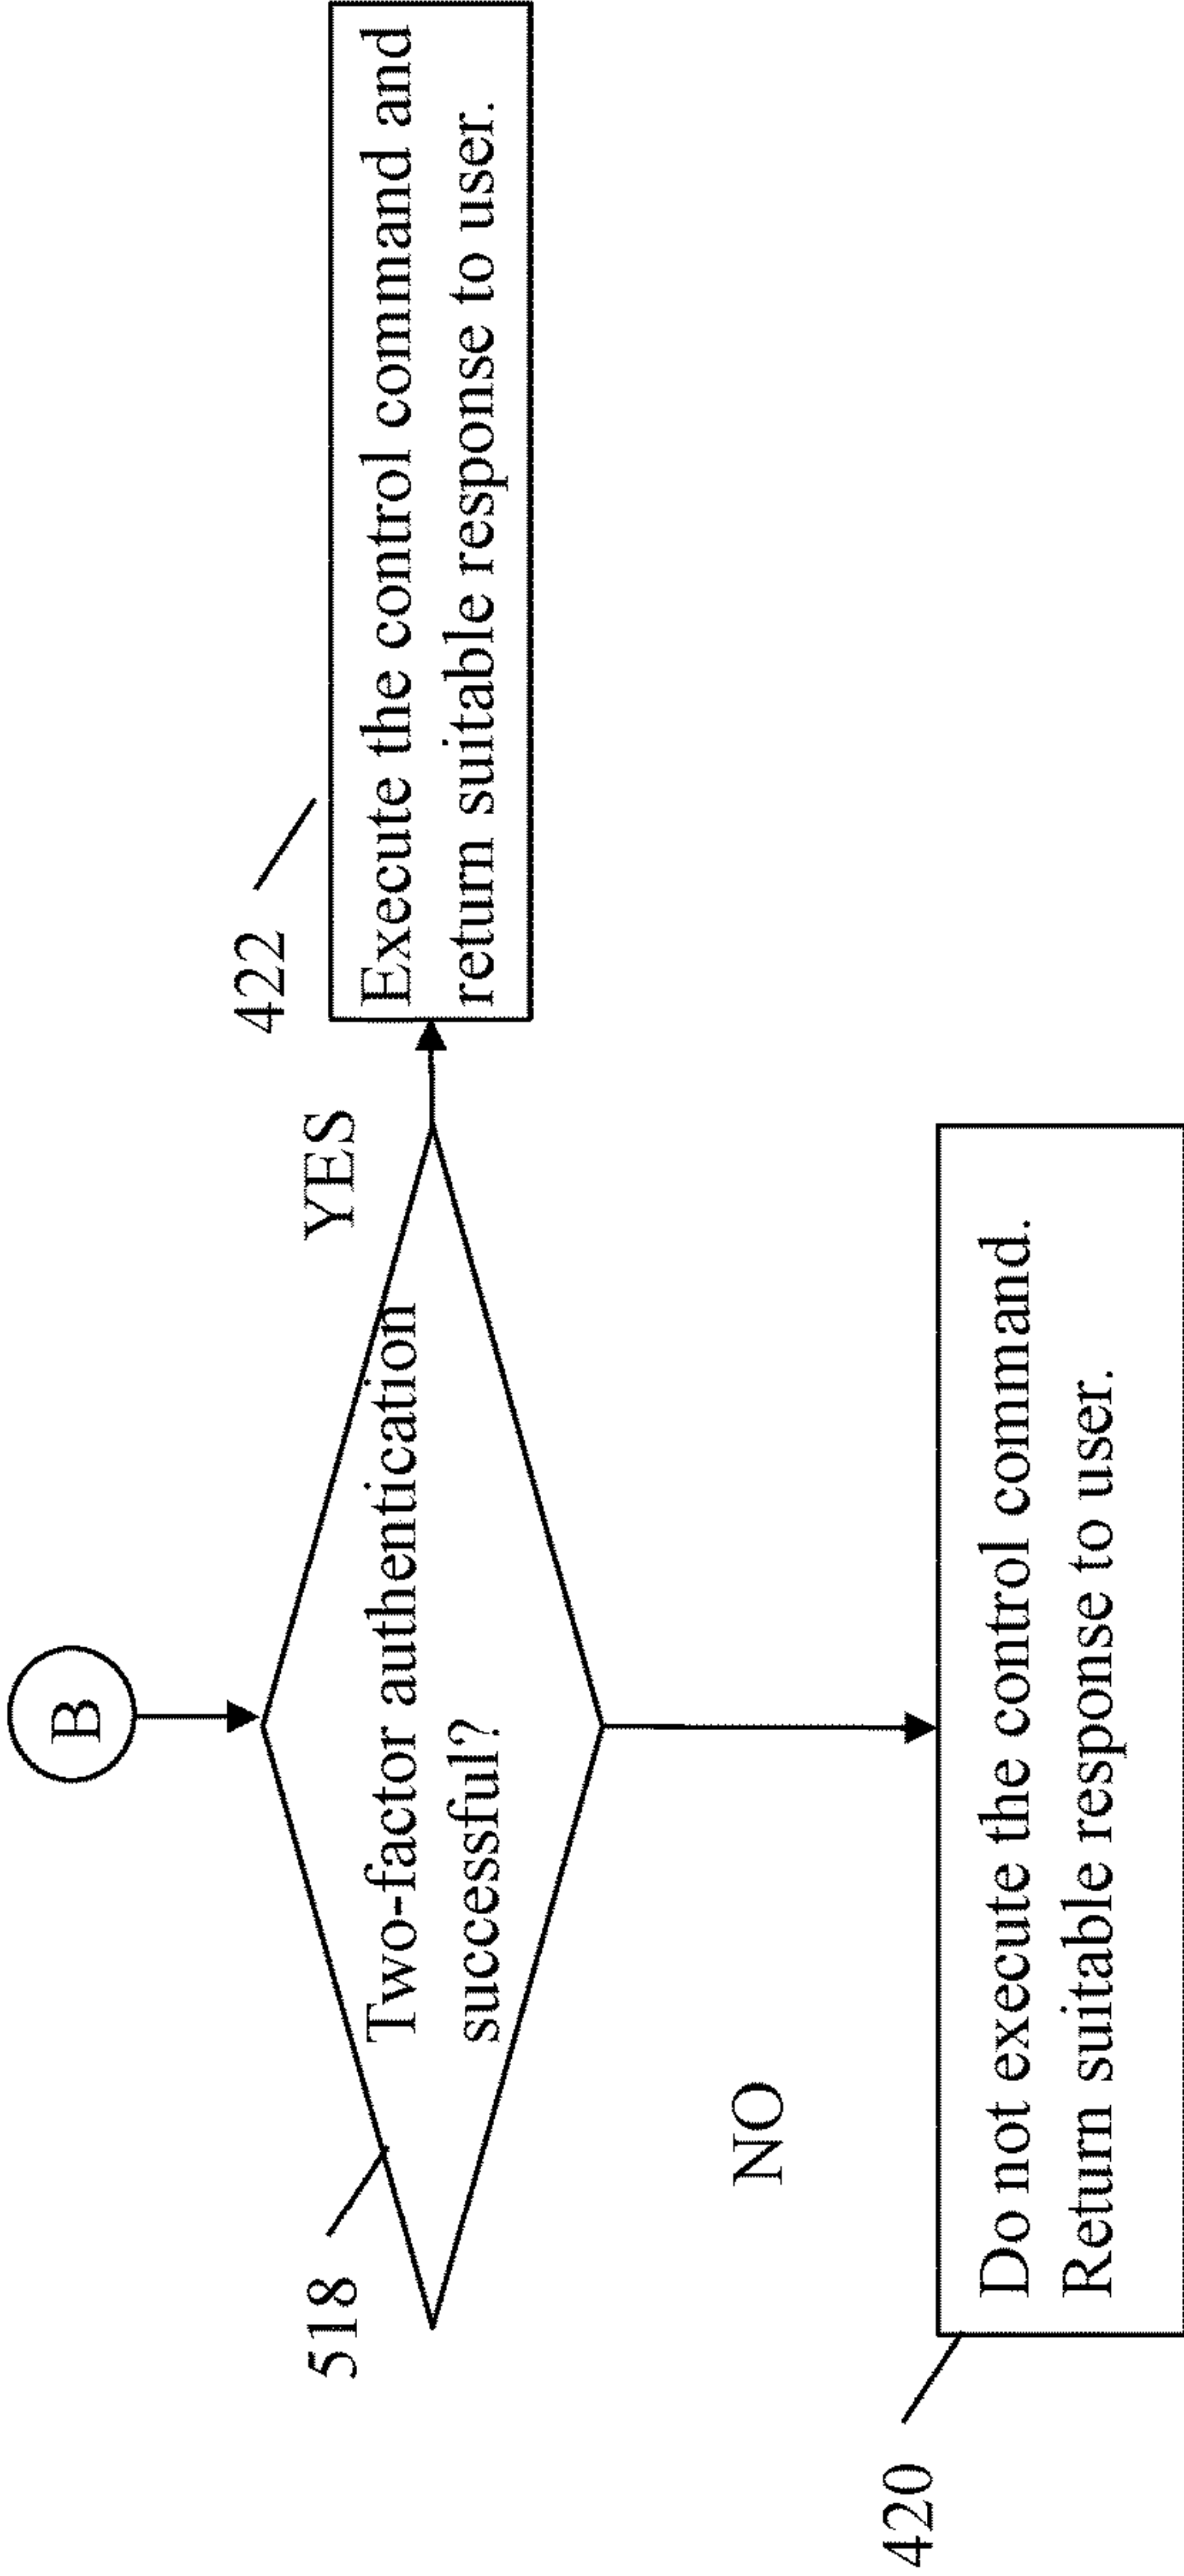 B
518
Two-factor authentication
successful?
YES
422
Execute the control command and
return suitable response to user.
NO
420
Do not execute the control command.
Return suitable response to user.